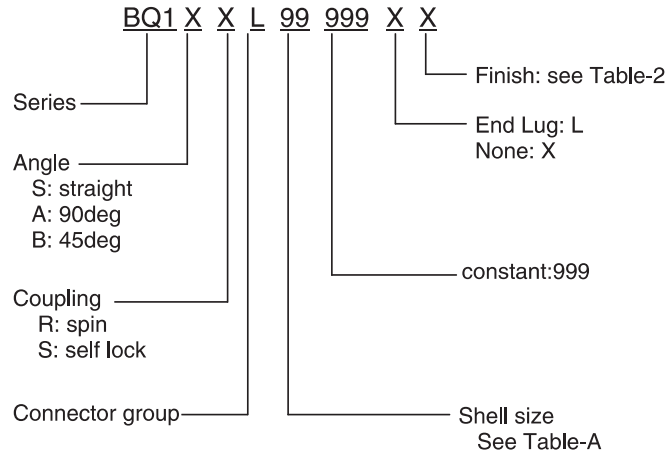 BQ1 X X L 99 999 X X
Finish: see Table-2
Series
End Lug: L
None: X
Angle
S: straight
A: 90deg
B: 45deg
constant:999
Coupling
R: spin
S: self lock
Connector group
Shell size
See Table-A